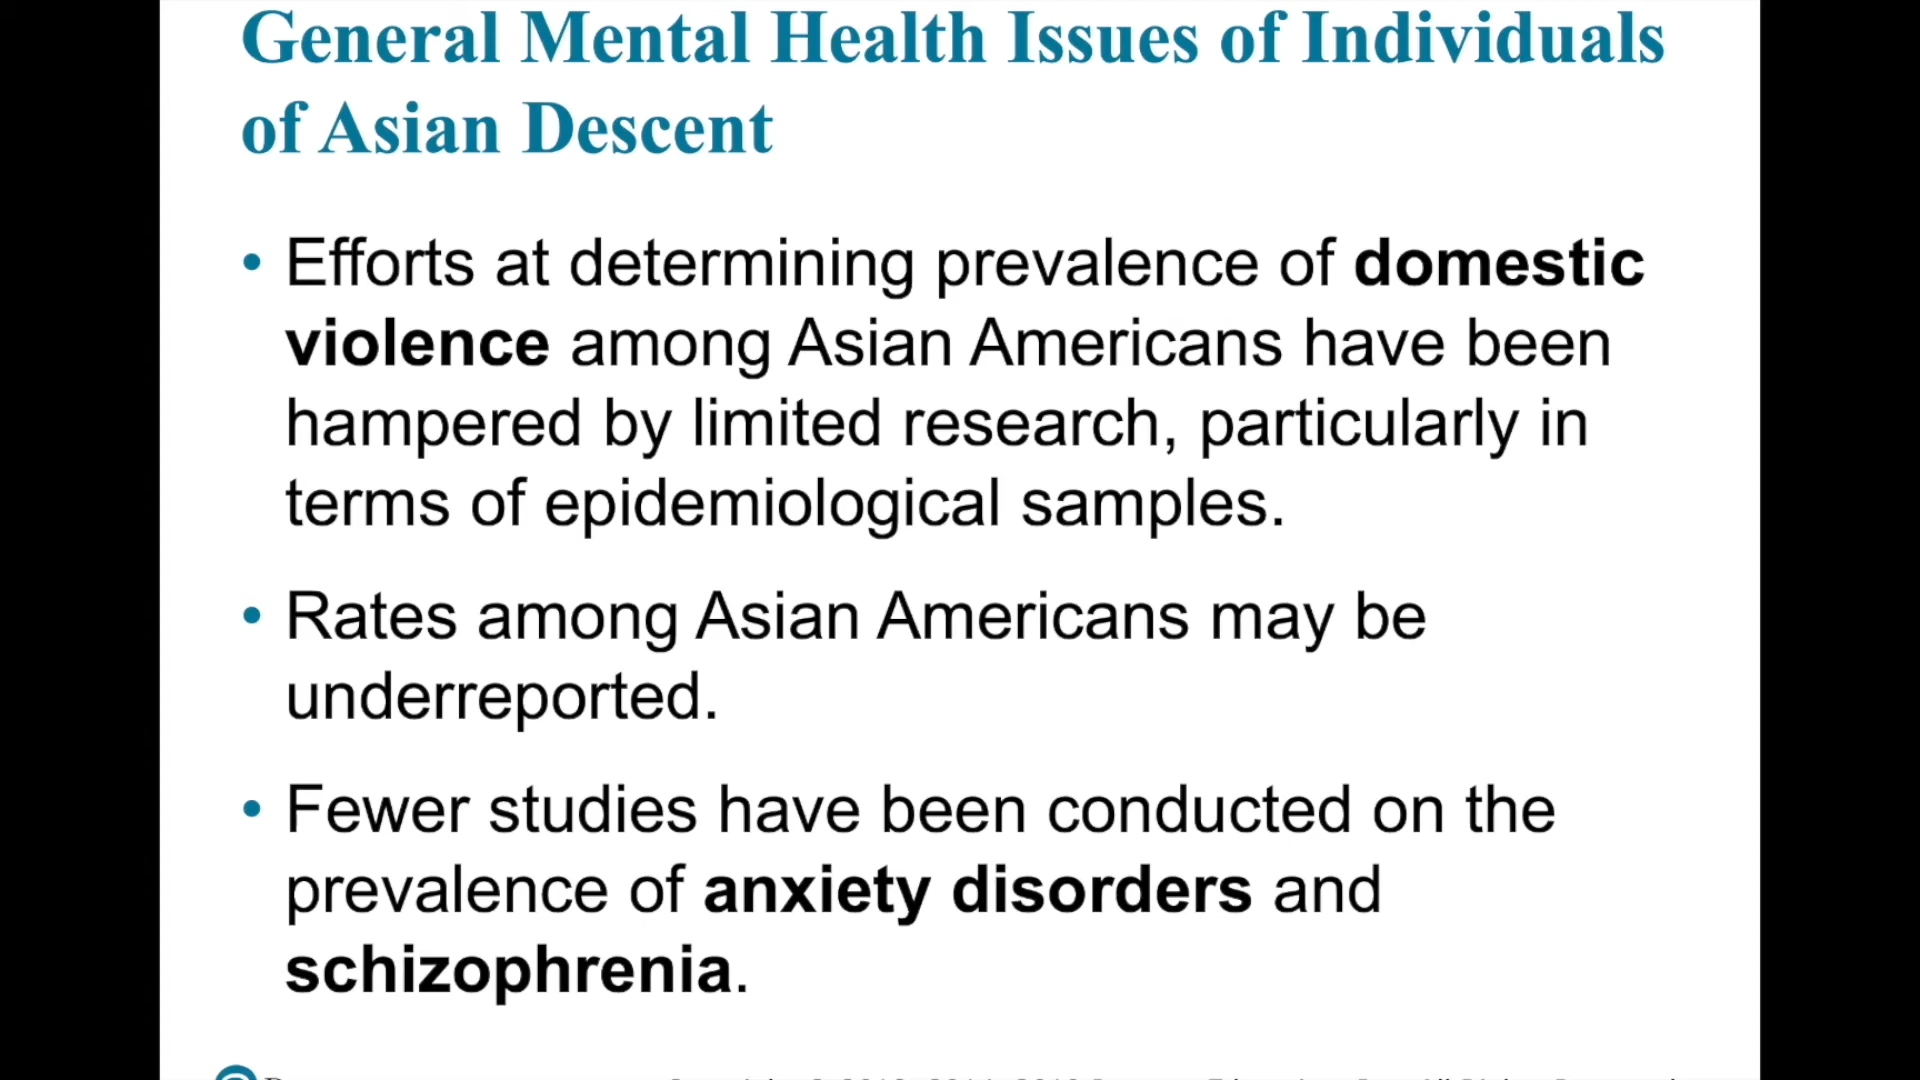 General Mental Health Issues of Individuals
of Asian Descent
• Efforts at determining prevalence of domestic
violence among Asian Americans have been
hampered by limited research, particularly in
terms of epidemiological samples.
• Rates among Asian Americans may be
underreported.
• Fewer studies have been conducted on the
prevalence of anxiety disorders and
schizophrenia.